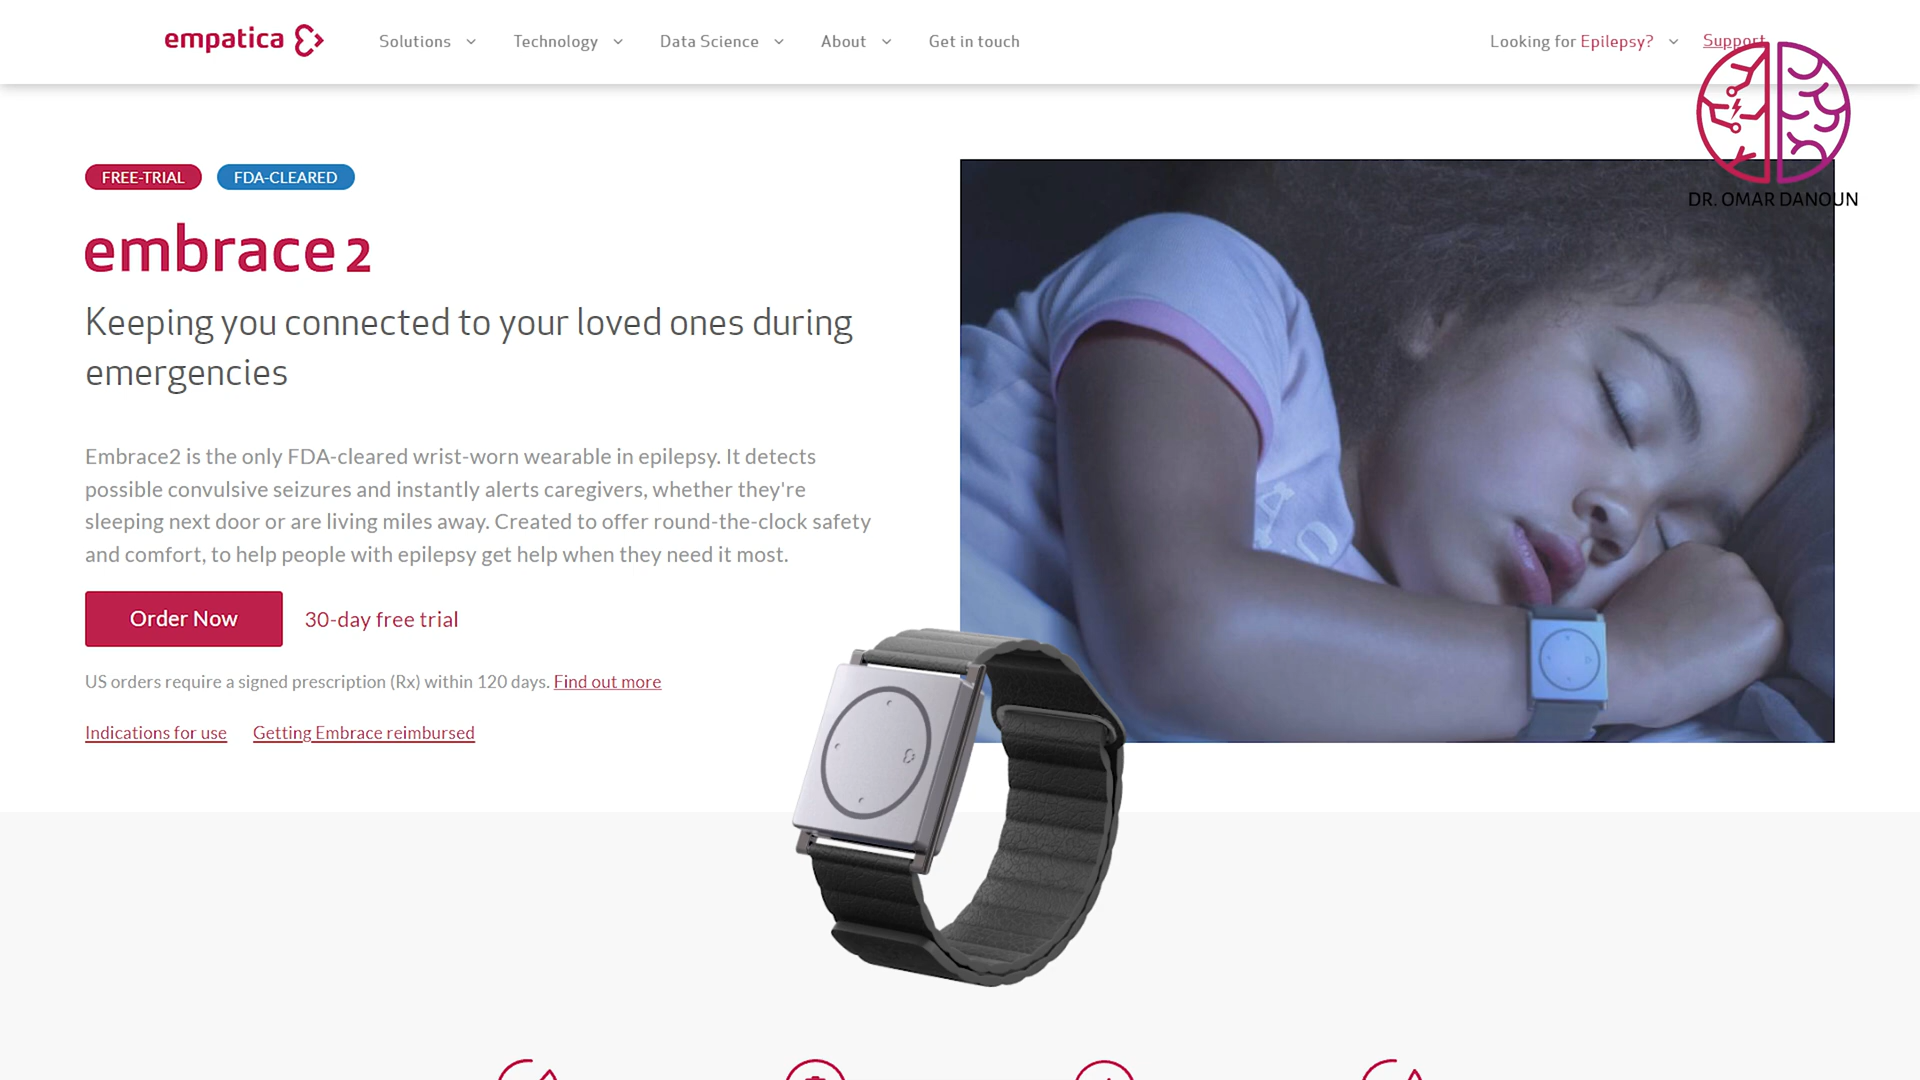 empatica
Solutions
Technology
Data Science
About
Get in touch
Looking for Epilepsy?
Support
DR. OMAR DANOUN
FREE-TRIAL
FDA-CLEARED
embrace2
Keeping you connected to your loved ones during
emergencies
Embrace2 is the only FDA-cleared wrist-worn wearable in epilepsy. It detects
possible convulsive seizures and instantly alerts caregivers, whether they're
sleeping next door or are living miles away. Created to offer round-the-clock safety
and comfort, to help people with epilepsy get help when they need it most.
Order Now
30-day free trial
US orders require a signed prescription (Rx) within 120 days. Find out more
Indications for use
Getting Embrace reimbursed